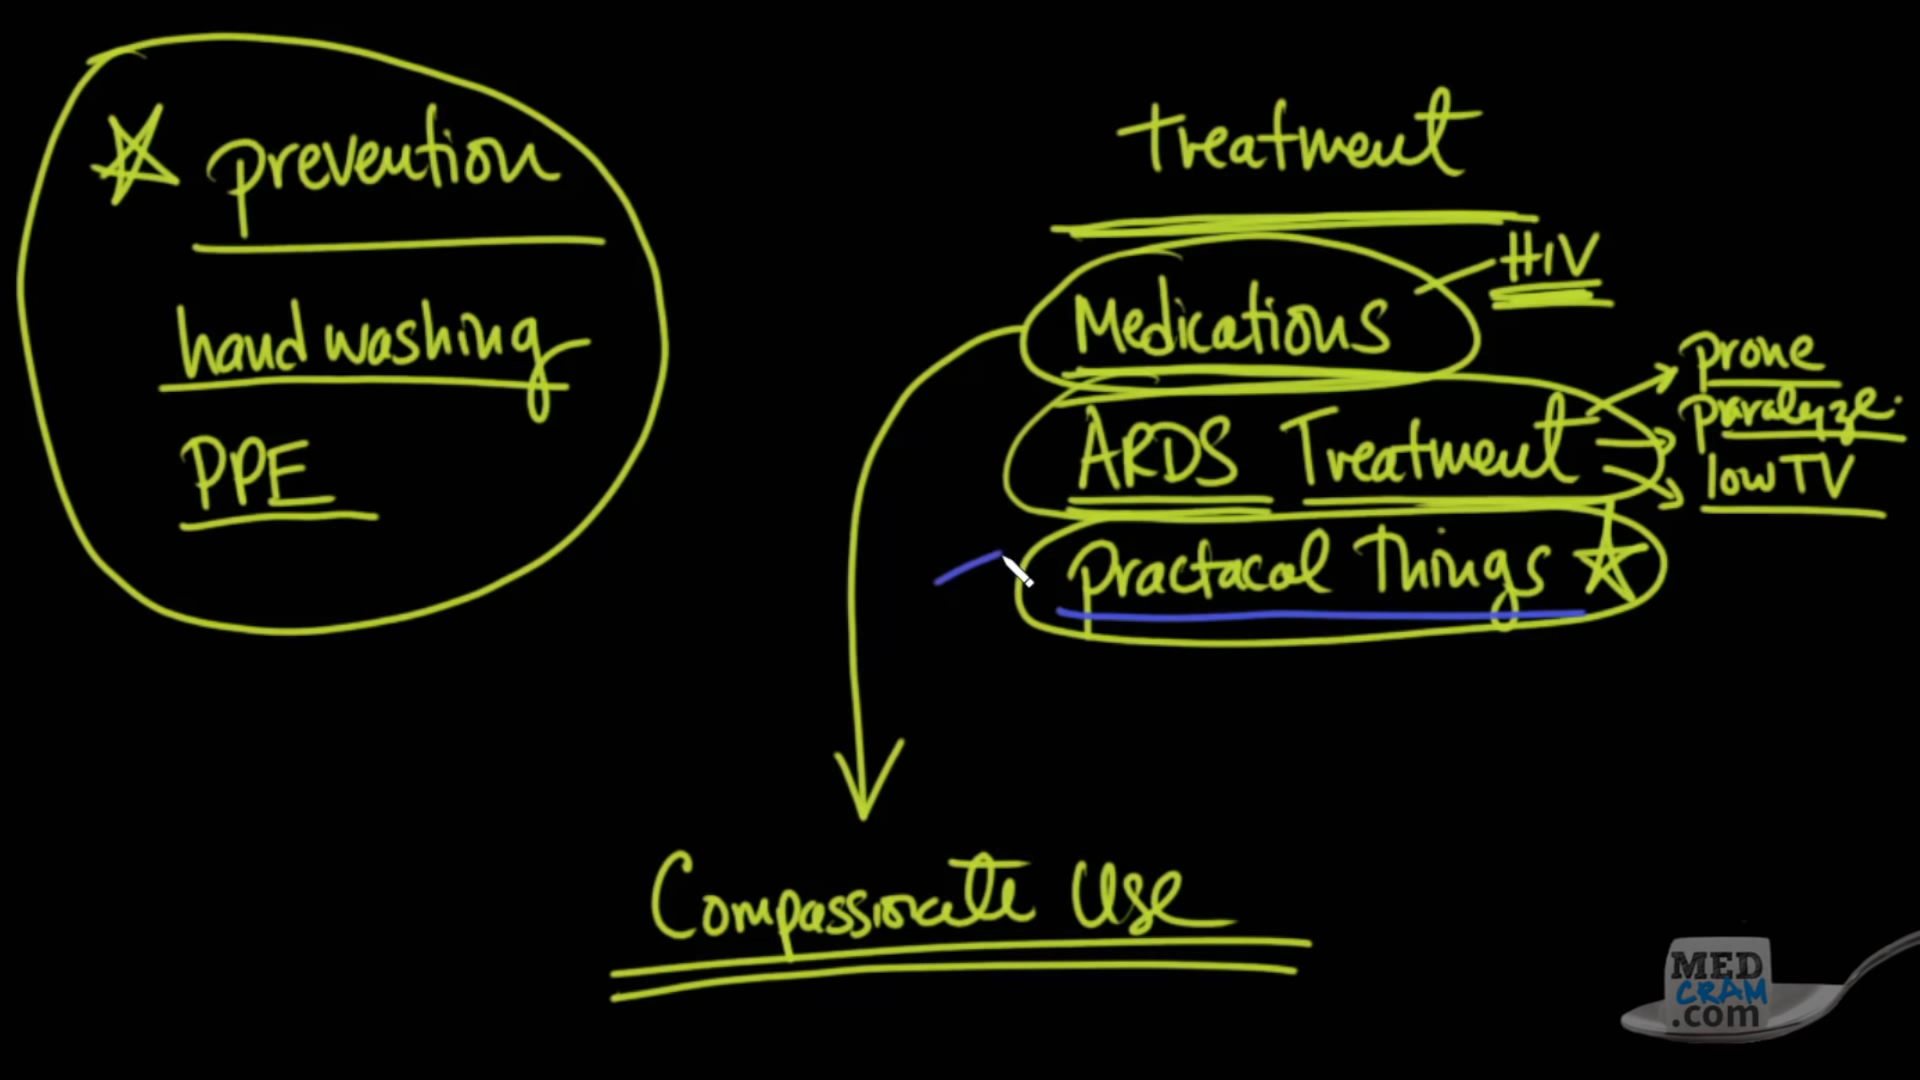 prevention
hand washing
PPE
Treatment
Medications
HIV
ARDS Treatment
prone
paralyze.
low TV
practacal Things
Compassionate Use
MED
CRAM
.com